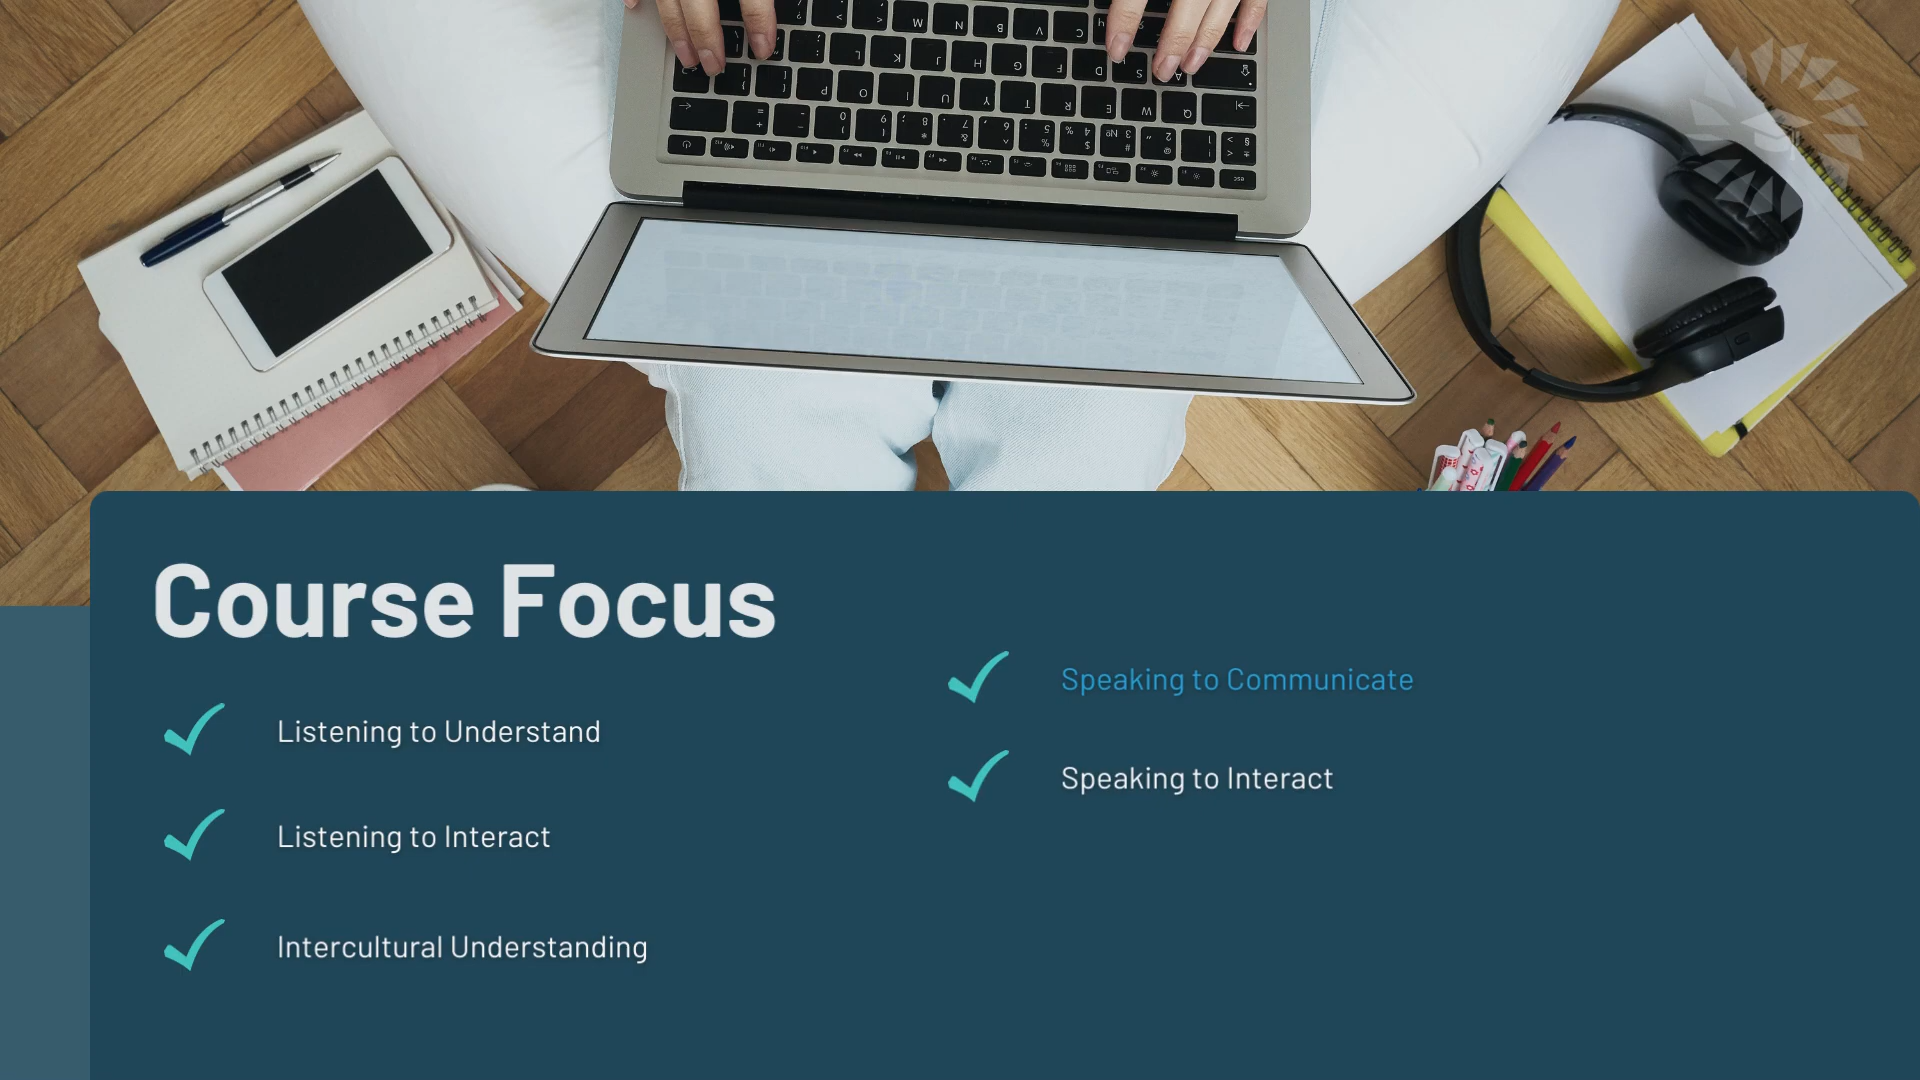 Course Focus
Listening to Understand
Listening to Interact
Intercultural Understanding
Speaking to Communicate
Speaking to Interact